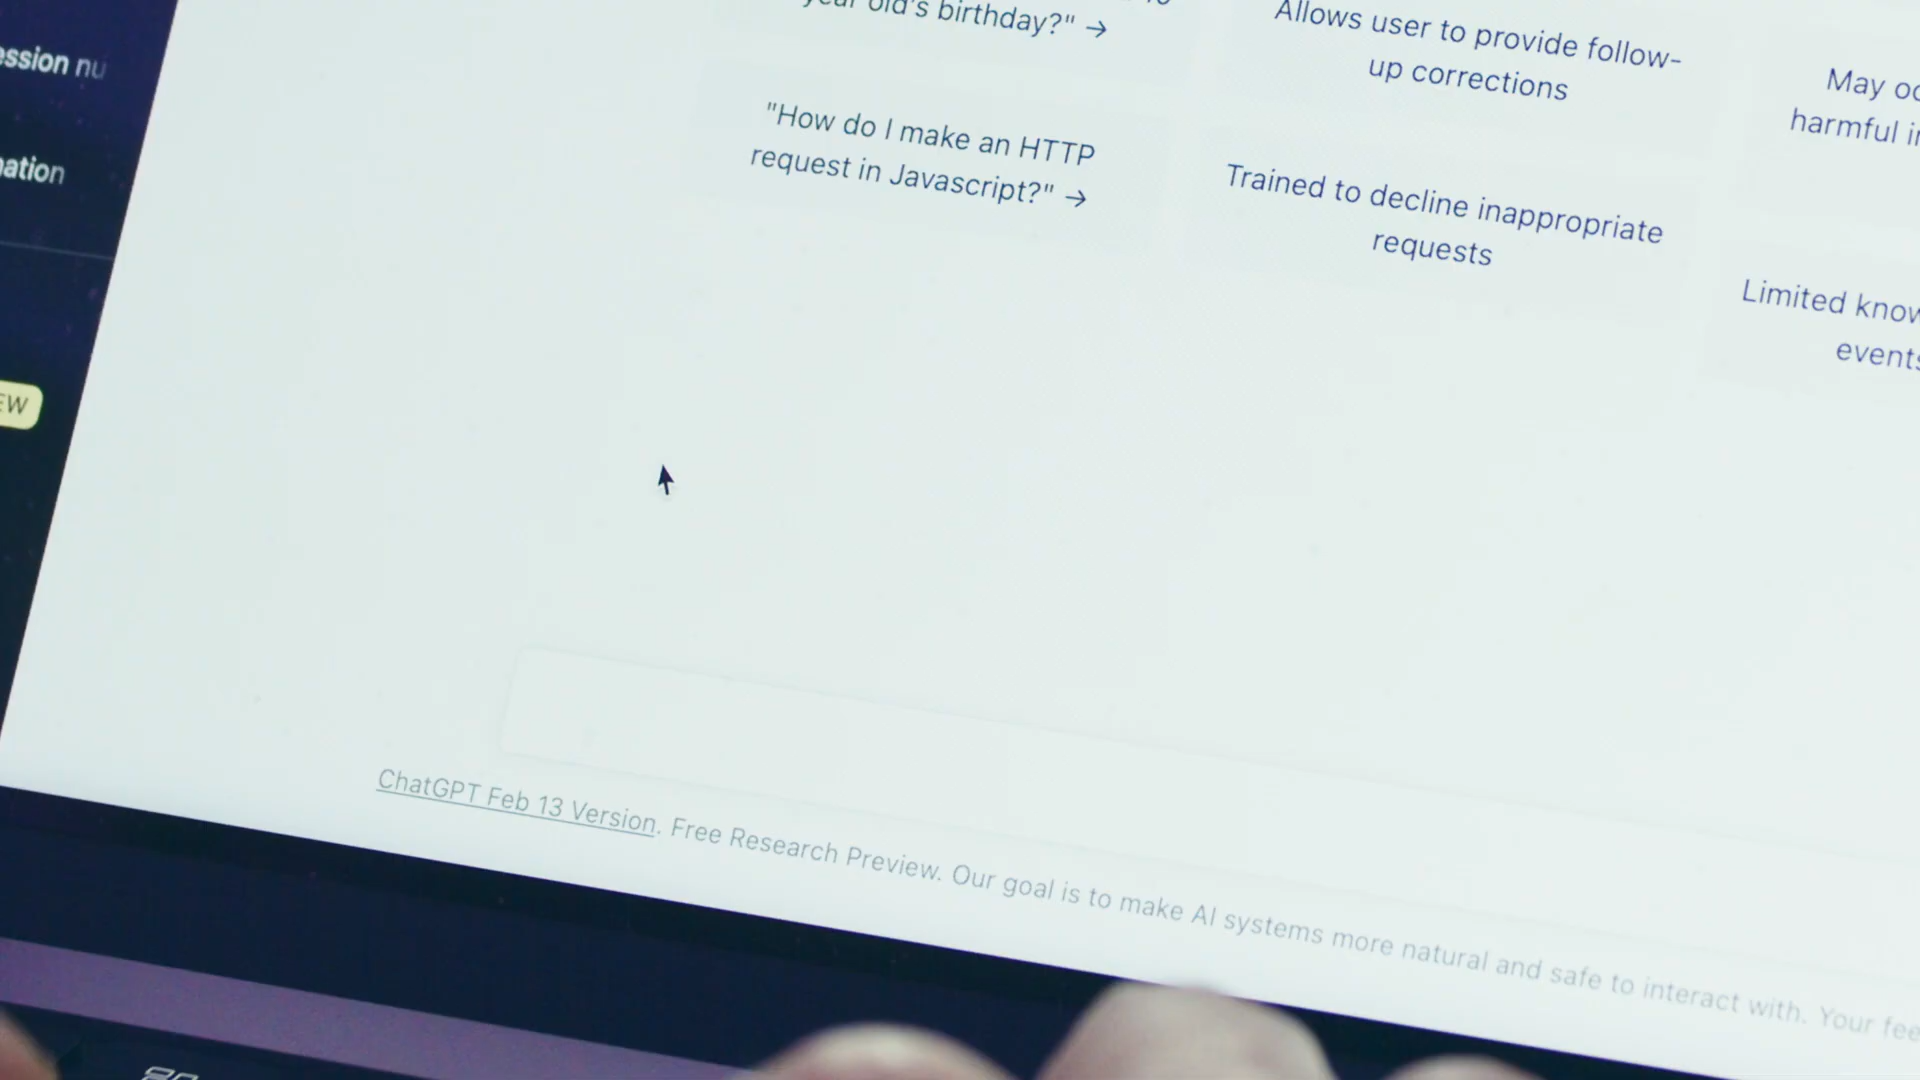 nu
old's birthday?" →
"How do I make an HTTP
request in Javascript?" →
Allows user to provide follow-
up corrections
Trained to decline inappropriate
requests
May
harmful
Limited
events
ChatGPT Feb 13 Version. Free Research Preview. Our goal is to make AI systems more natural and safe to interact with. Your